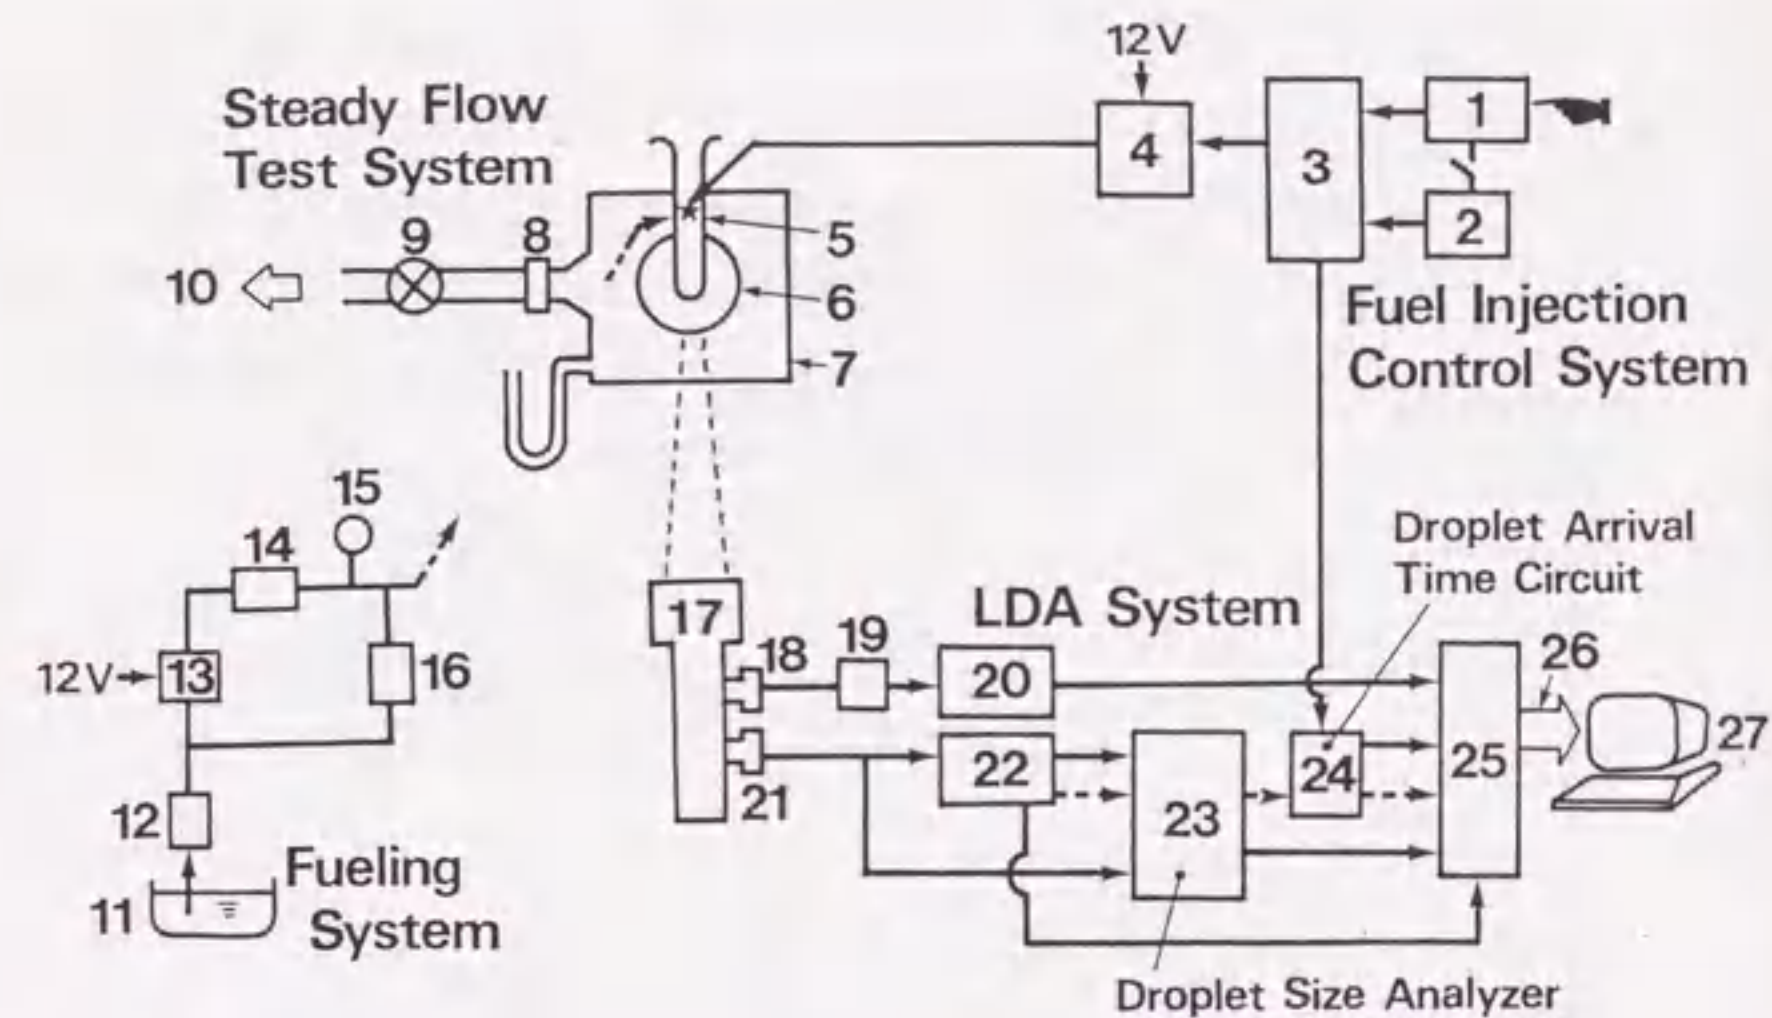 12V
Steady Flow
Test System
1
2
3
4
5
6
7
8
9
10
Fuel Injection
Control System
15
14
12V
13
16
12
11
Fueling
System
17
18
19
LDA System
20
21
22
23
Droplet Arrival
Time Circuit
24
25
26
27
Droplet Size Analyzer